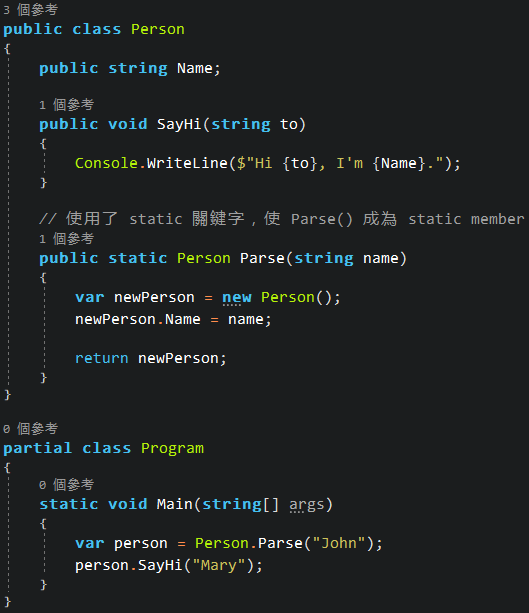 3 個參考
public class Person
{
public string Name;
1 個參考
public void SayHi(string to)
{
Console.WriteLine($"Hi {to}, I'm {Name}.");
}
// 使用了 static 關鍵字，使 Parse() 成為 static member
1 個參考
public static Person Parse(string name)
{
var newPerson = new Person();
newPerson.Name = name;
return newPerson;
}
}
0 個參考
partial class Program
{
0 個參考
static void Main(string[] args)
{
var person = Person.Parse("John");
person.SayHi("Mary");
}
}